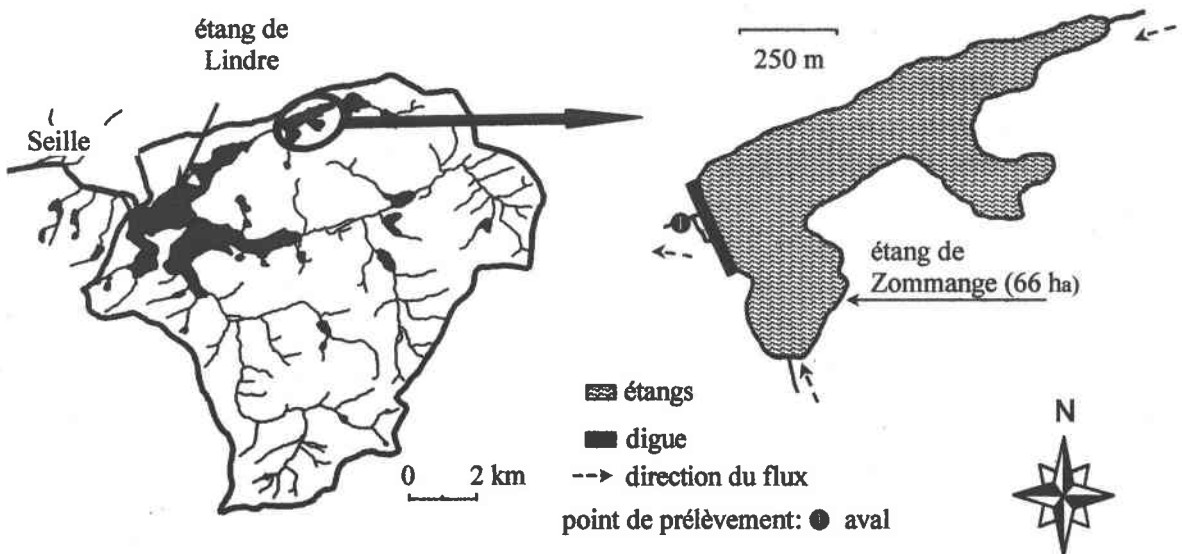 étang de
Lindre
Seille
250 m
étang de
Zommange (66 ha)
étangs
digue
direction du flux
0 2 km
point de prélèvement: aval
N